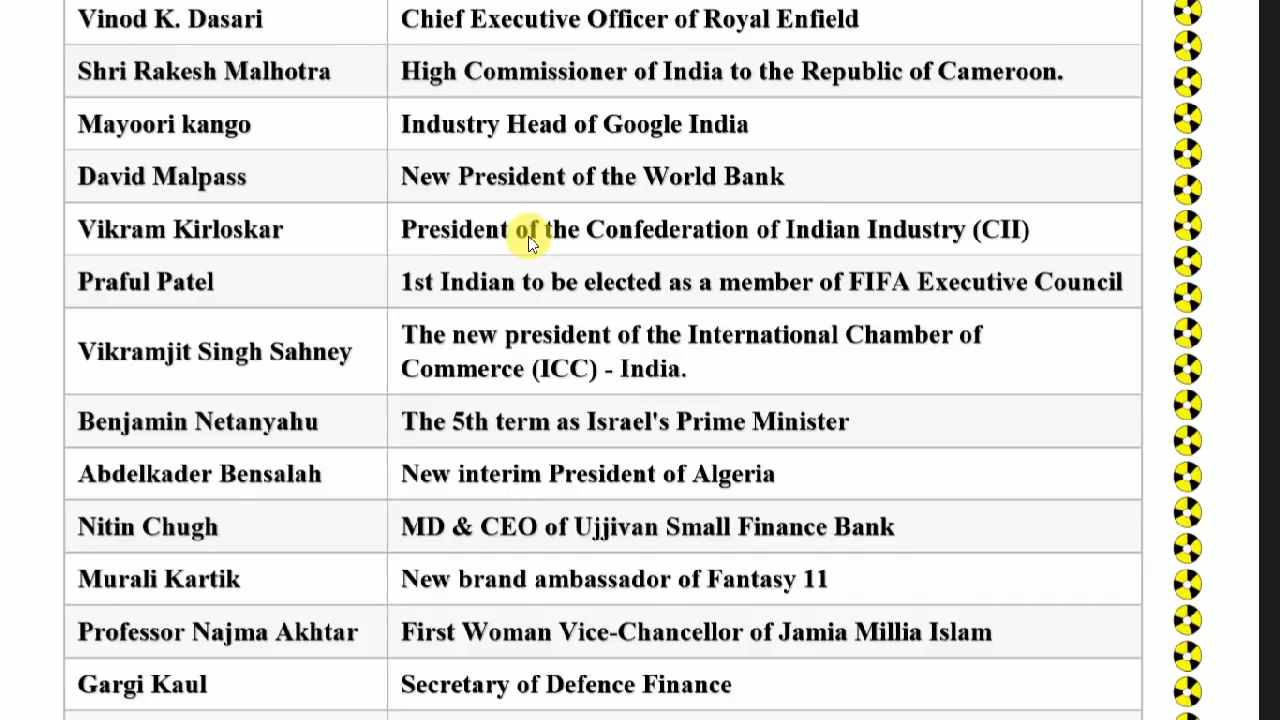 Vinod K. Dasari Chief Executive Officer of Royal Enfield
Shri Rakesh Malhotra High Commissioner of India to the Republic of Cameroon.
Mayoori kango Industry Head of Google India
David Malpass New President of the World Bank
Vikram Kirloskar President of the Confederation of Indian Industry (CII)
Praful Patel 1st Indian to be elected as a member of FIFA Executive Council
Vikramjit Singh Sahney The new president of the International Chamber of
Commerce (ICC) - India.
Benjamin Netanyahu The 5th term as Israel's Prime Minister
Abdelkader Bensalah New interim President of Algeria
Nitin Chugh MD & CEO of Ujjivan Small Finance Bank
Murali Kartik New brand ambassador of Fantasy 11
Professor Najma Akhtar First Woman Vice-Chancellor of Jamia Millia Islam
Gargi Kaul Secretary of Defence Finance